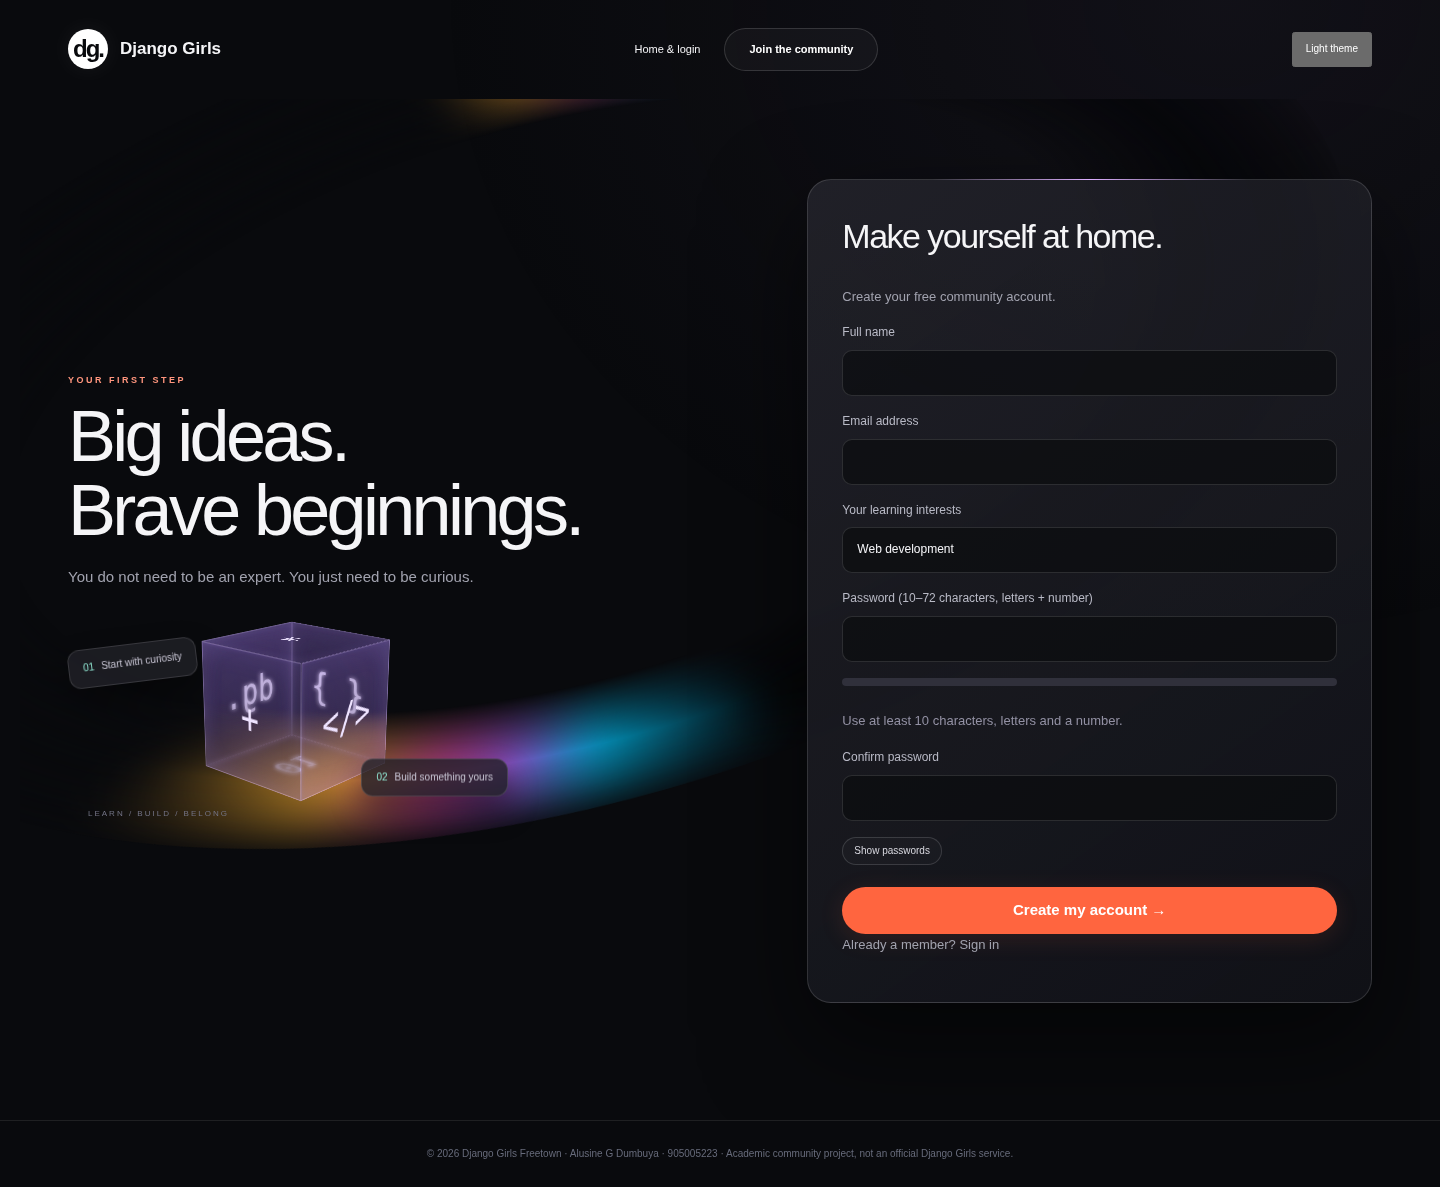 dg. Django Girls
Home & login
Join the community
Light theme
YOUR FIRST STEP
Big ideas.
Brave beginnings.
You do not need to be an expert. You just need to be curious.
01 Start with curiosity
{ }
+
</>
02 Build something yours
LEARN / BUILD / BELONG
Make yourself at home.
Create your free community account.
Full name
Email address
Your learning interests
Web development
Password (10–72 characters, letters + number)
Use at least 10 characters, letters and a number.
Confirm password
Show passwords
Create my account →
Already a member? Sign in
© 2026 Django Girls Freetown · Alusine G Dumbuya · 905005223 · Academic community project, not an official Django Girls service.